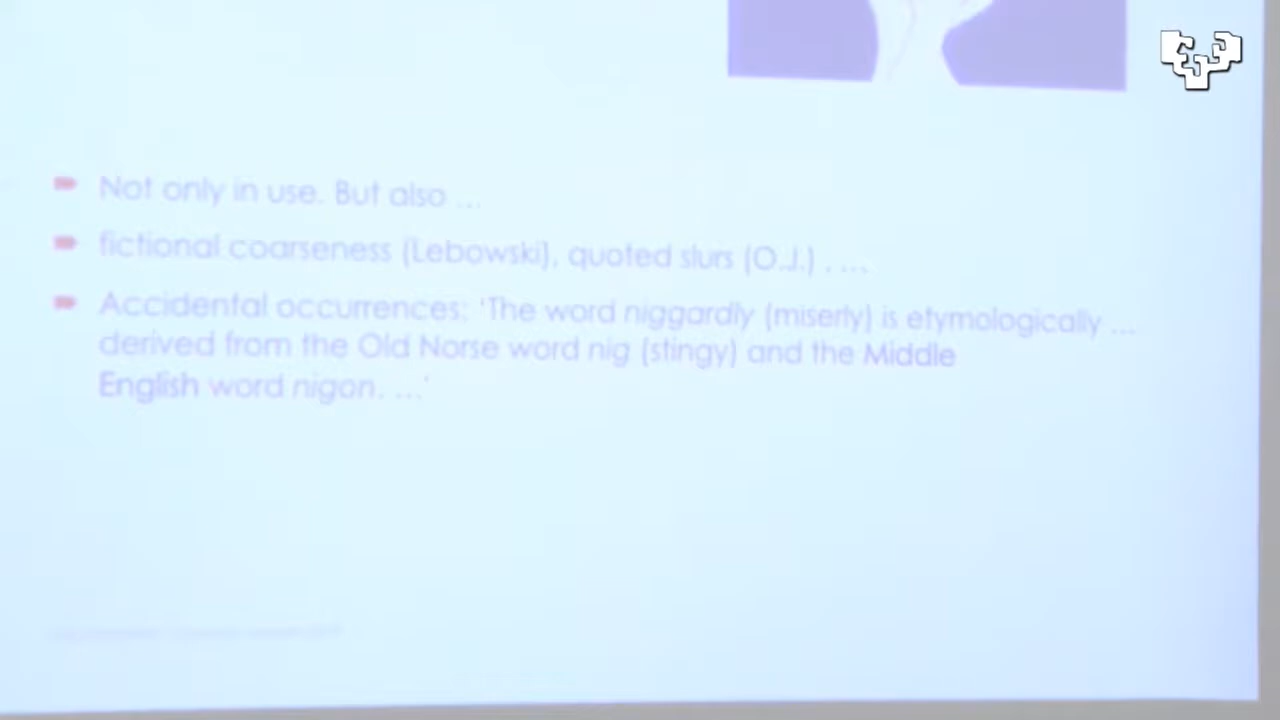 Not only in use. But also ...
fictional coarseness (Lebowski), quoted slurs (O.J.) , ...
Accidental occurrences: 'The word niggardly (miserly) is etymologically ...
derived from the Old Norse word nig (stingy) and the Middle
English word nigon. ...'